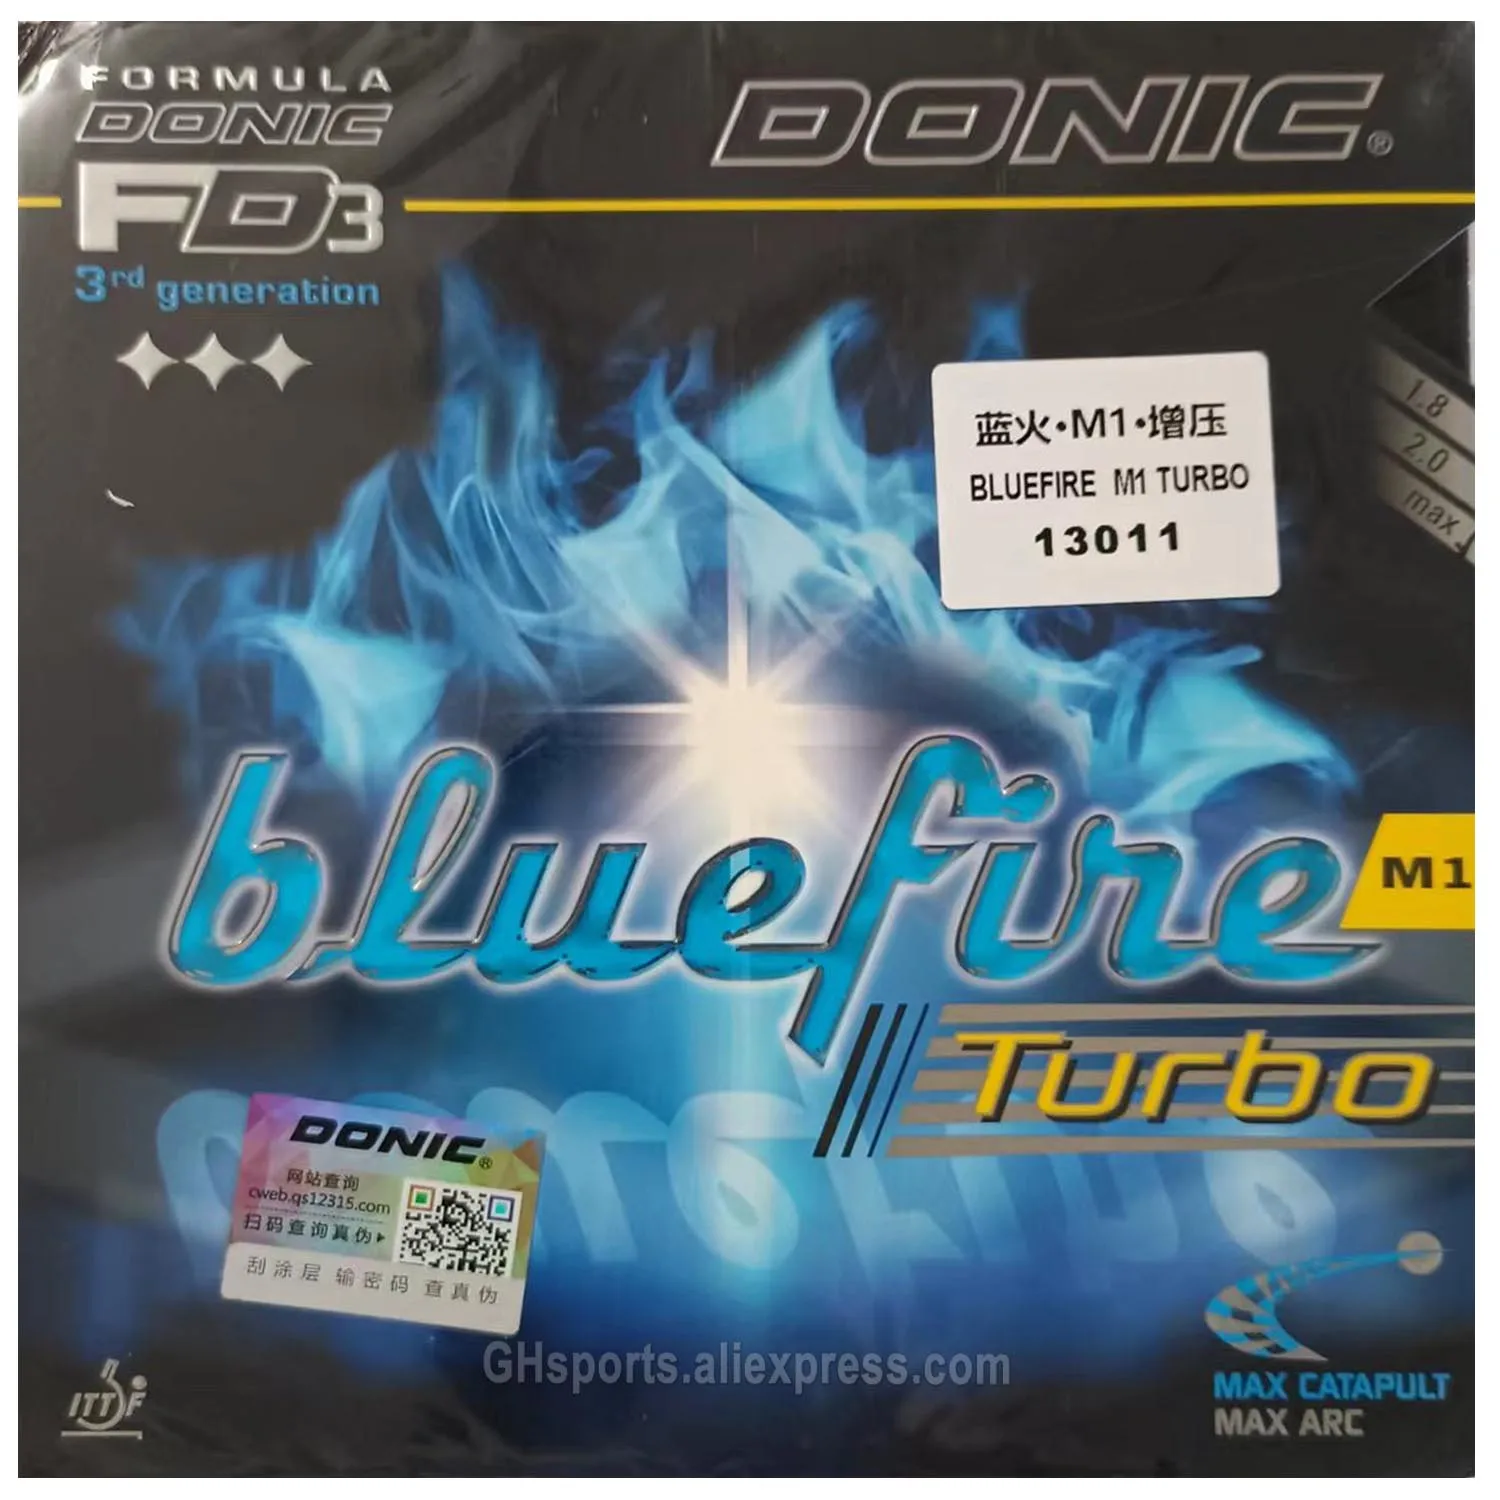 FORMULA
DONIC
DONIC®
FD3
3rd generation
1.8
2.0
max.
蓝火·M1·增压
BLUEFIRE M1 TURBO
13011
bluefire
M1
Turbo
DONIC®
网站查询
cweb.qs12315.com
扫码查询真伪
刮涂层 输密码 查真伪
GHsports.aliexpress.com
ITTF
MAX CATAPULT
MAX ARC